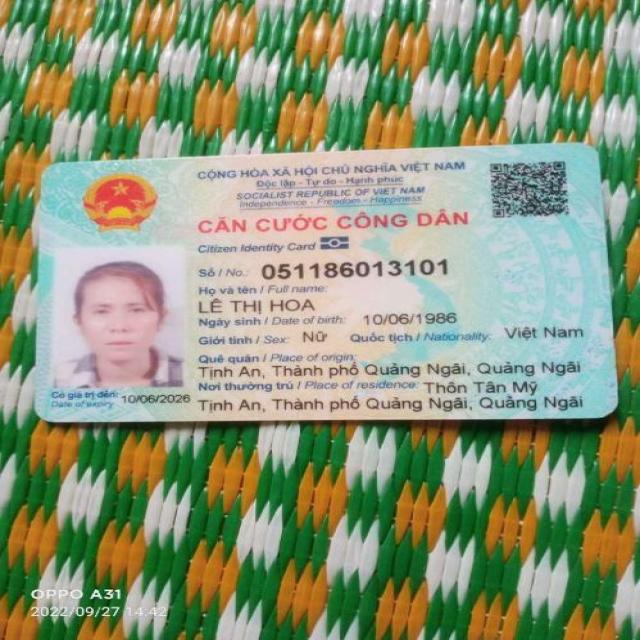 CỘNG HÒA XÃ HỘI CHỦ NGHĨA VIỆT NAM
Độc lập - Tự do - Hạnh phúc
SOCIALIST REPUBLIC OF VIET NAM
Independence - Freedom - Happiness
CĂN CƯỚC CÔNG DÂN
Citizen Identity Card
Số / No.: 051186013101
Họ và tên / Full name:
LÊ THỊ HOA
Ngày sinh / Date of birth: 10/06/1986
Giới tính / Sex: Nữ Quốc tịch / Nationality: Việt Nam
Quê quán / Place of origin:
Tịnh An, Thành phố Quảng Ngãi, Quảng Ngãi
Nơi thường trú / Place of residence: Thôn Tân Mỹ
Tịnh An, Thành phố Quảng Ngãi, Quảng Ngãi
Có giá trị đến: 10/06/2026
Date of expiry
OPPO A31
2022/09/27 14:42